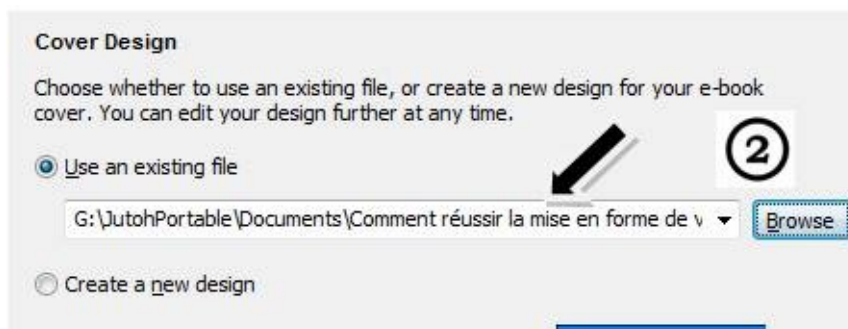 Cover Design
Choose whether to use an existing file, or create a new design for your e-book
cover. You can edit your design further at any time.
2
Use an existing file
G:\JutohPortable\Documents\Comment réussir la mise en forme de v Browse
Create a new design